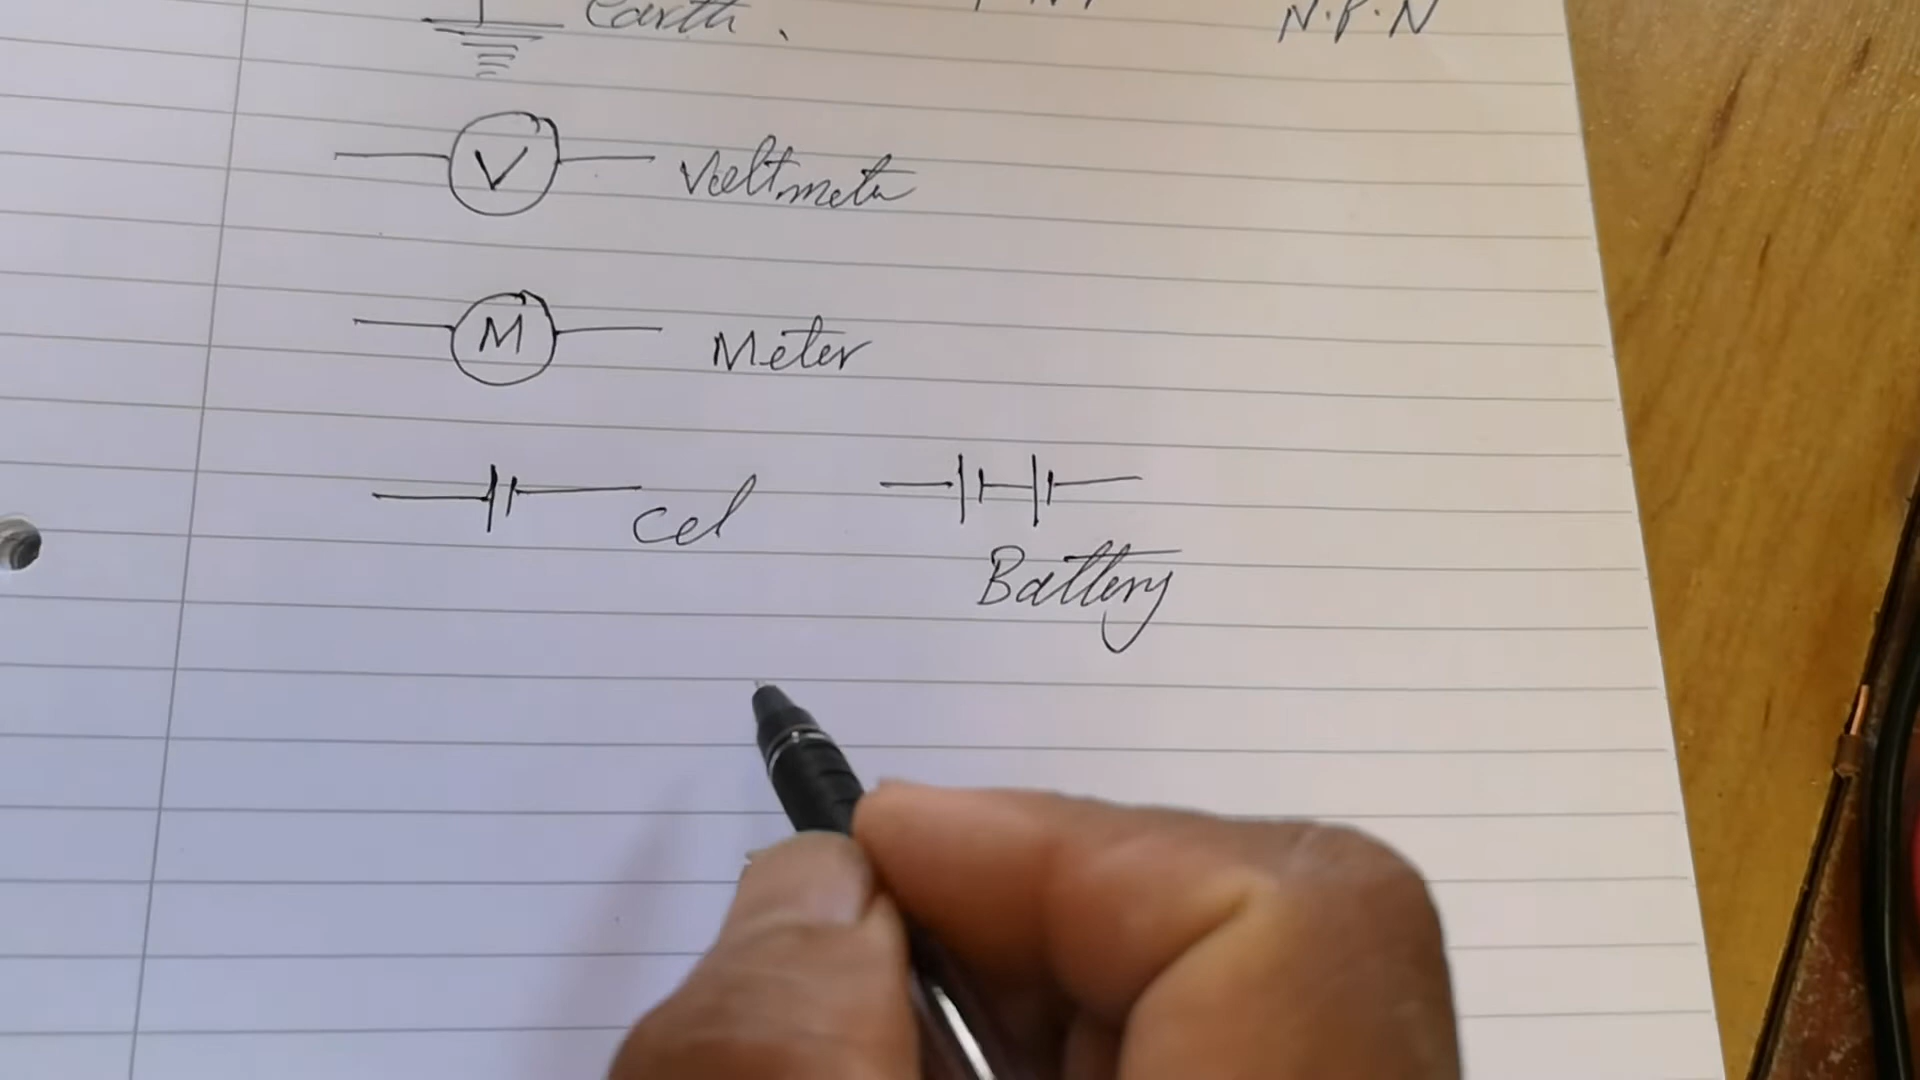 earth. N.P.N
V Voltmeter
M Meter
Cel
Battery